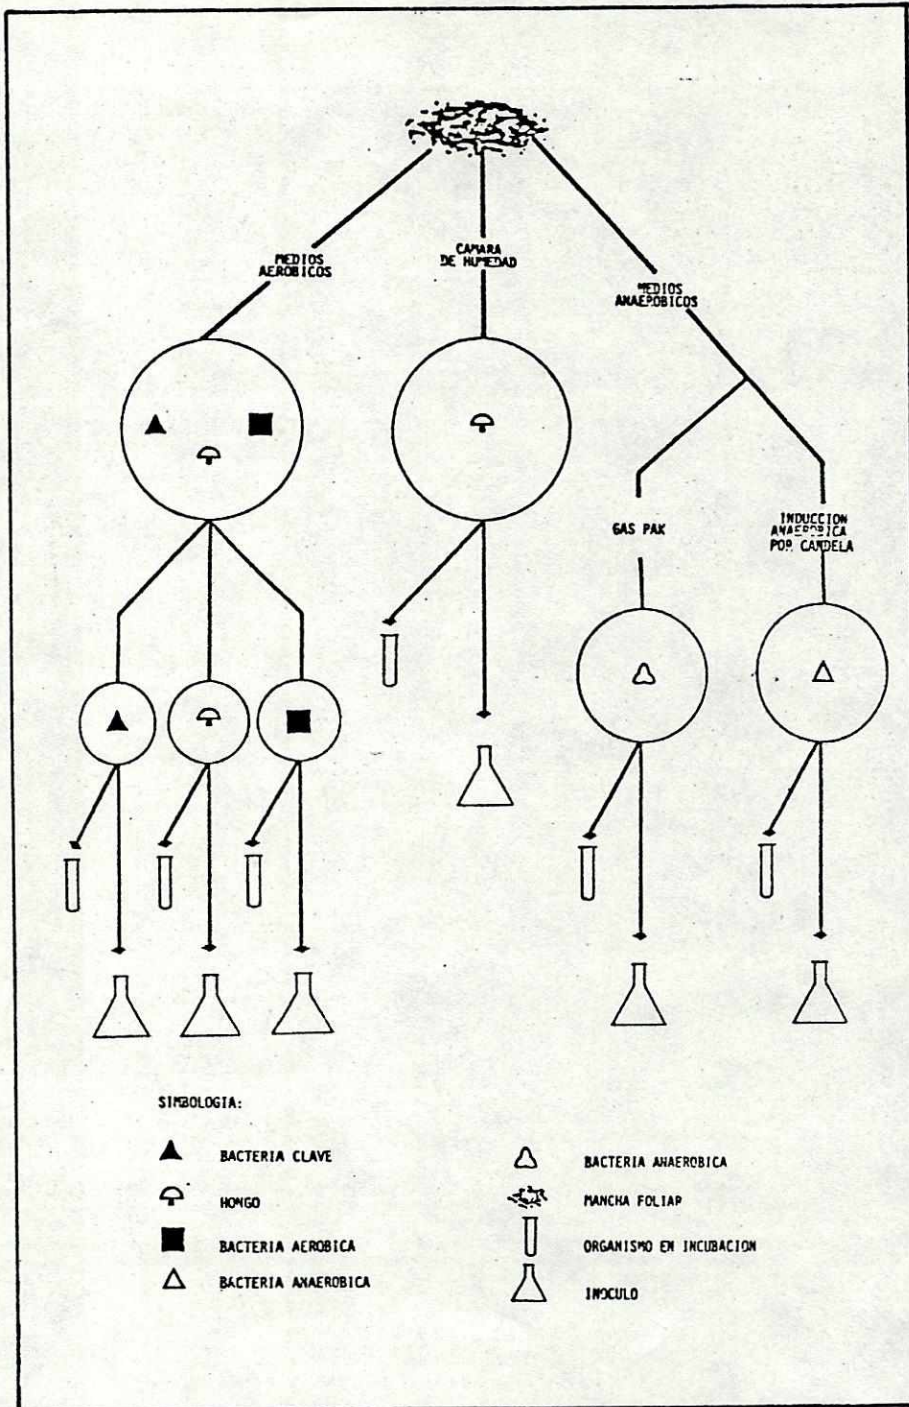 MEDIOS
AEROBICOS
CAMARA
DE HUMEDAD
MEDIOS
ANAEROBICOS
GAS PAK
INDUCCION
ANAEROBICA
POR CANDELA
SIMBOLOGIA:
BACTERIA CLAVE
HONGO
BACTERIA AEROBICA
BACTERIA ANAEROBICA
BACTERIA ANAEROBICA
MANCHA FOLIAR
ORGANISMO EN INCUBACION
INOCULO